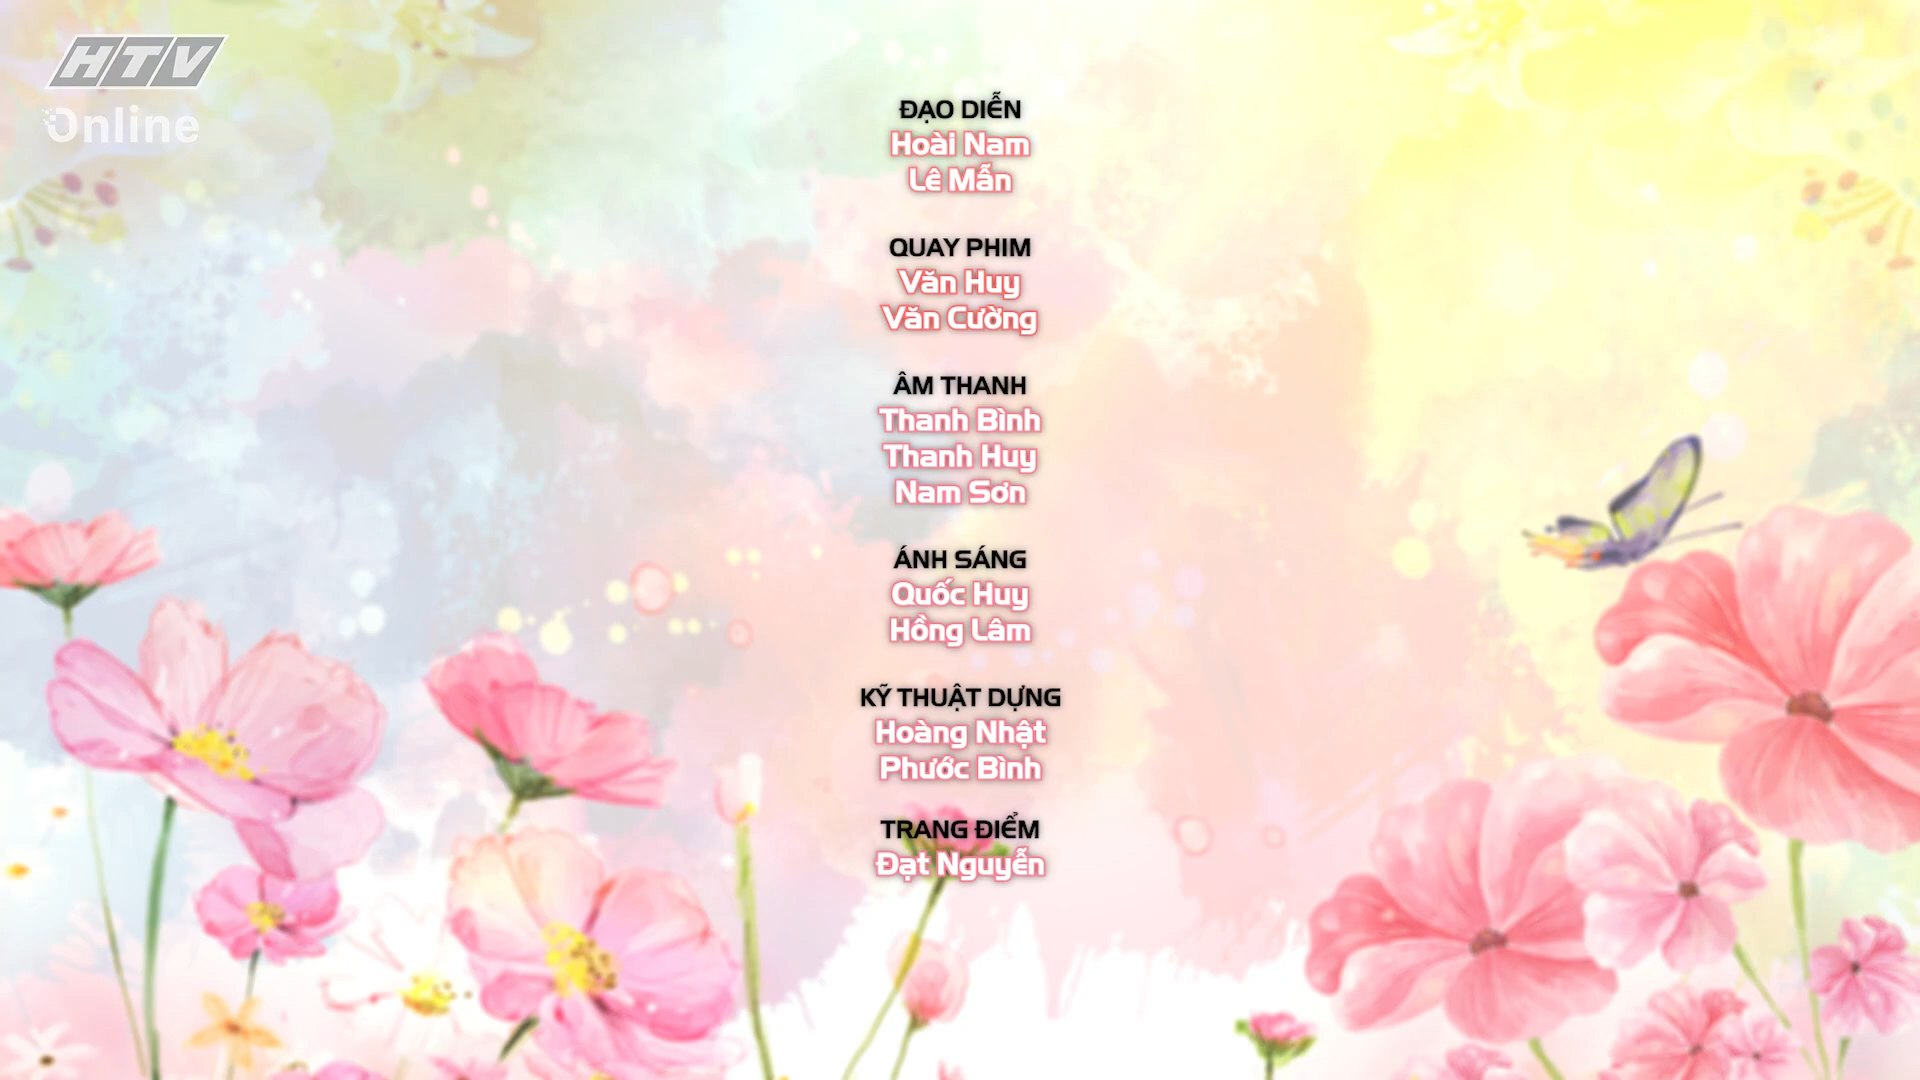 HTV
Online
ĐẠO DIỄN
Hoài Nam
Lê Mẫn
QUAY PHIM
Văn Huy
Văn Cường
ÂM THANH
Thanh Bình
Thanh Huy
Nam Sơn
ÁNH SÁNG
Quốc Huy
Hồng Lâm
KỸ THUẬT DỰNG
Hoàng Nhật
Phước Bình
TRANG ĐIỂM
Đạt Nguyễn